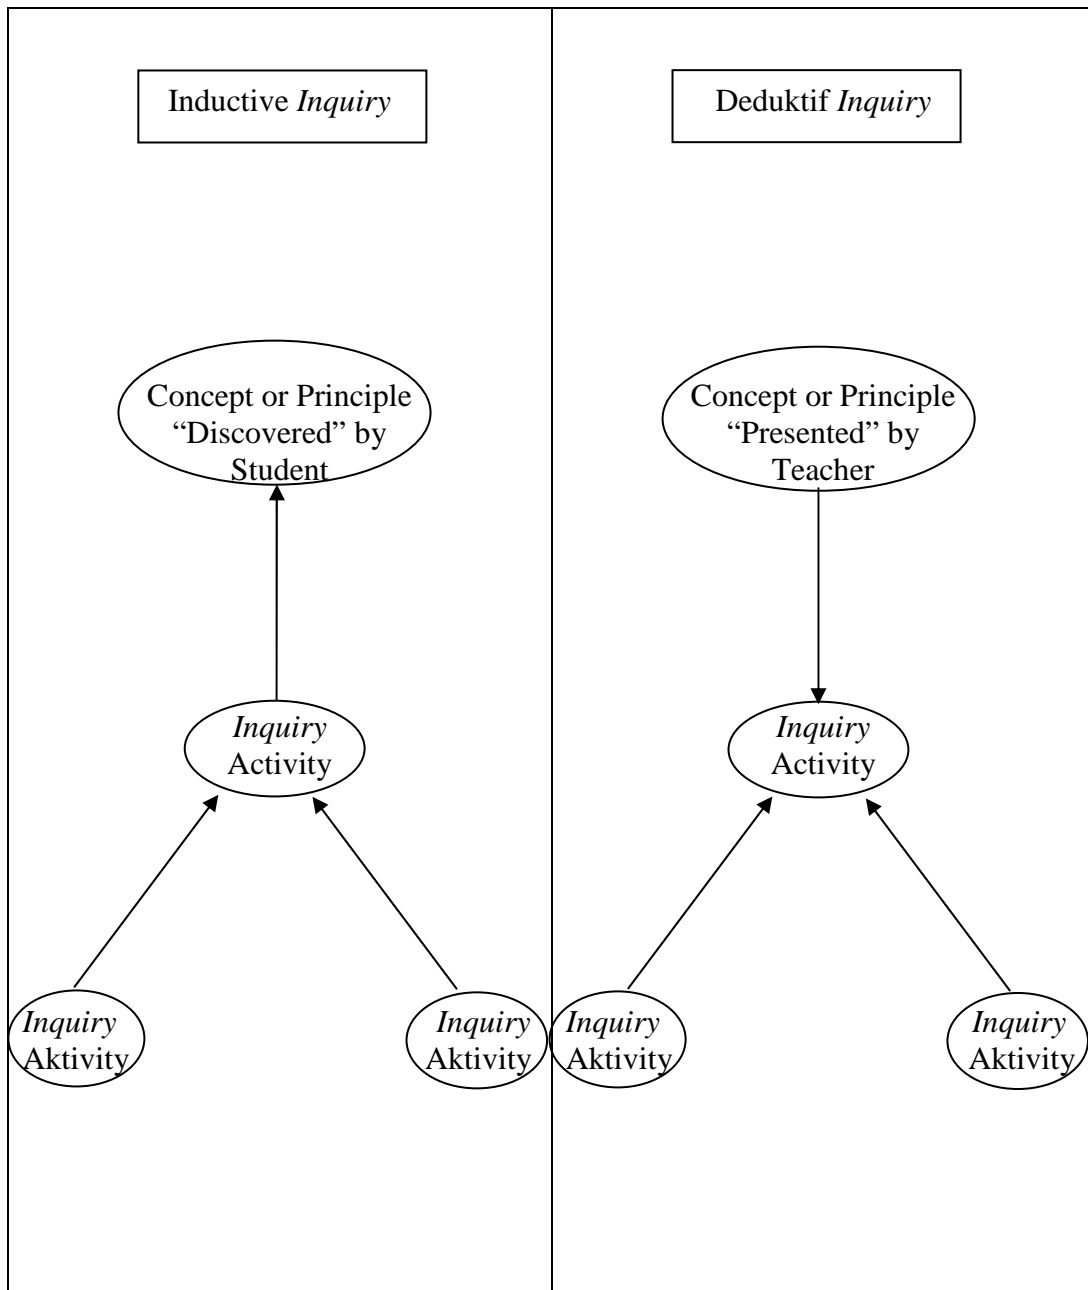 Inductive Inquiry
Concept or Principle
“Discovered” by
Student
Inquiry
Activity
Inquiry
Aktivity
Inquiry
Aktivity
Deduktif Inquiry
Concept or Principle
“Presented” by
Teacher
Inquiry
Activity
Inquiry
Aktivity
Inquiry
Aktivity